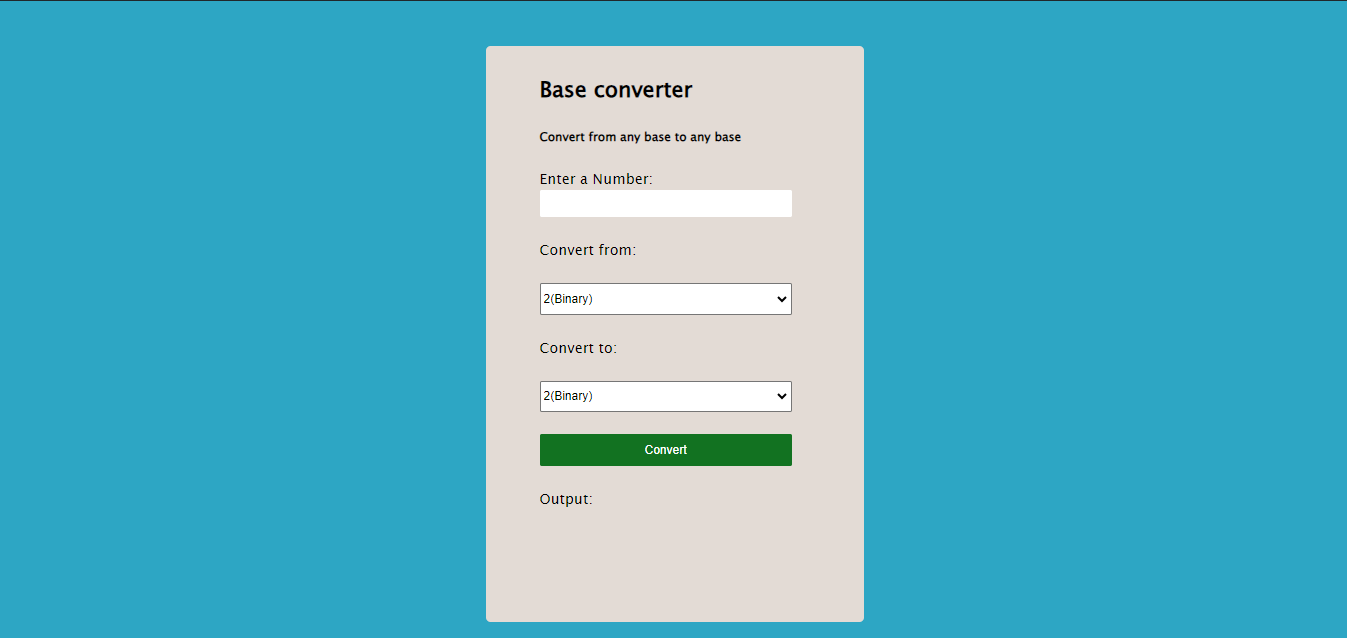 Base converter
Convert from any base to any base
Enter a Number:
Convert from:
2(Binary)
Convert to:
2(Binary)
Convert
Output: